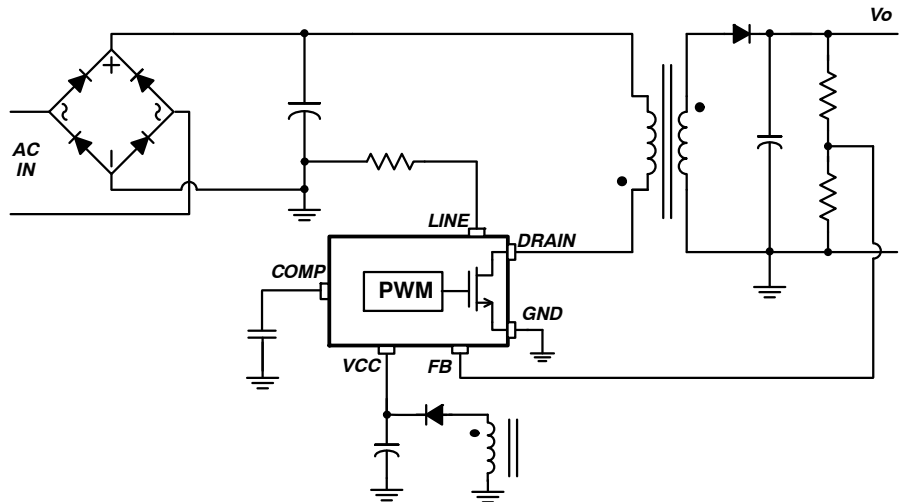 Vo
AC
IN
LINE
DRAIN
COMP
PWM
GND
VCC
FB